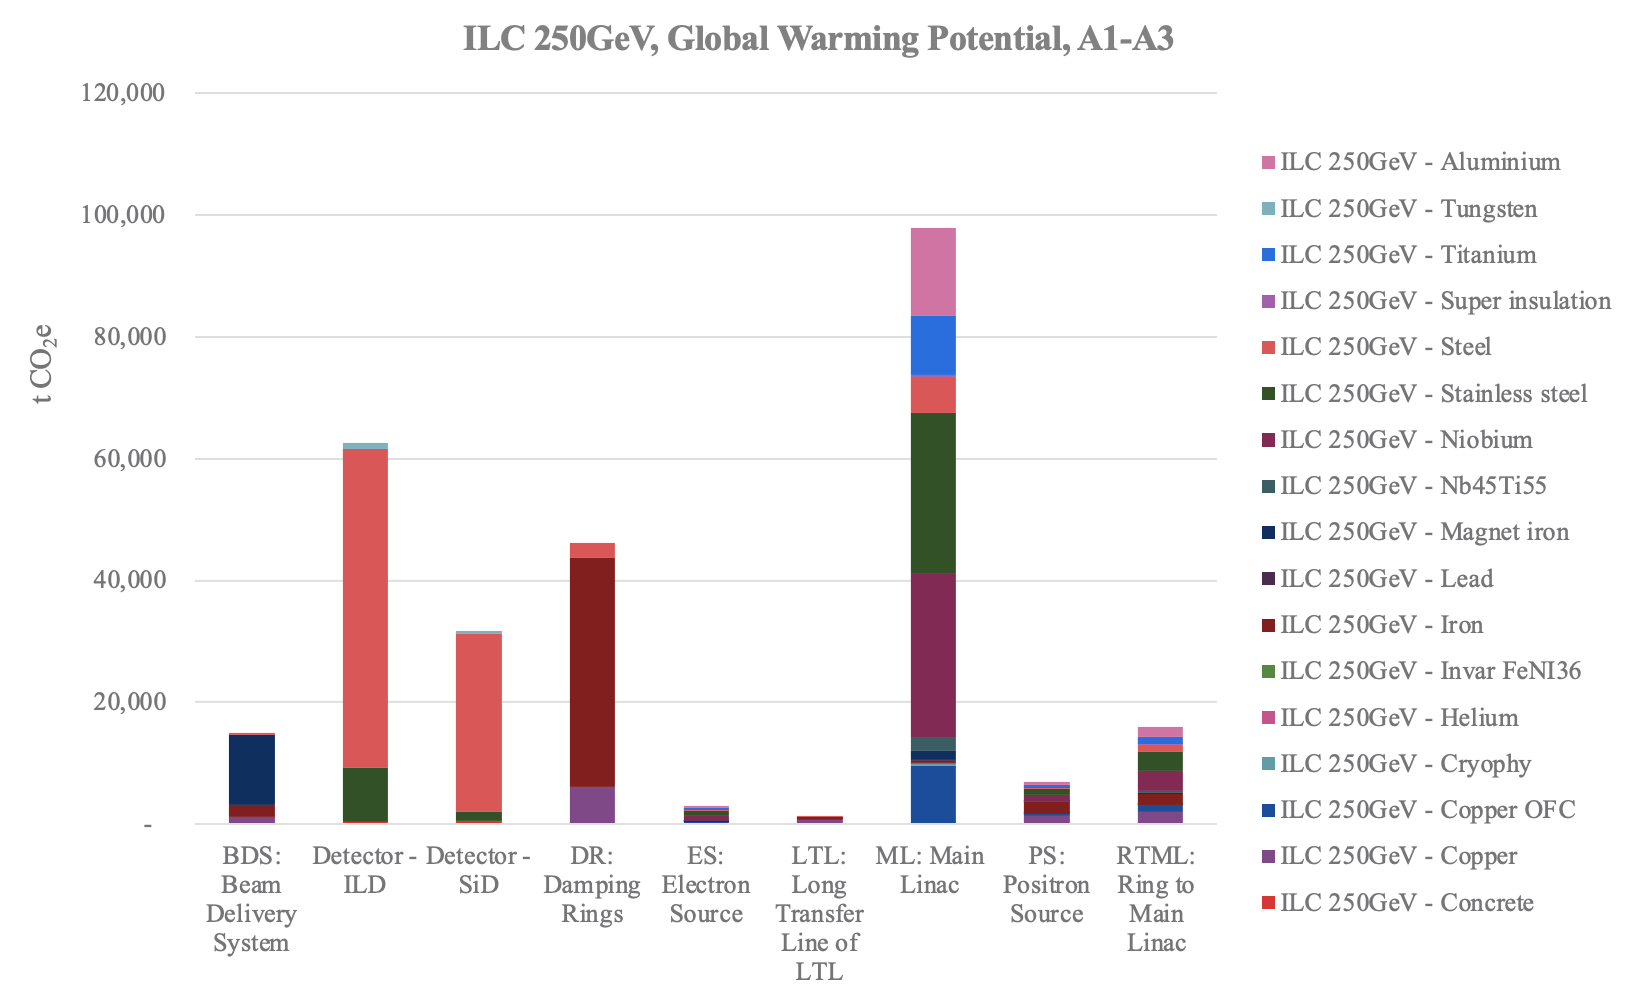 ILC 250GeV, Global Warming Potential, A1-A3
t CO₂e
120,000
100,000
80,000
60,000
40,000
20,000
-
BDS:
Beam
Delivery
System
Detector -
ILD
Detector -
SiD
DR:
Damping
Rings
ES:
Electron
Source
LTL:
Long
Transfer
Line of
LTL
ML: Main
Linac
PS:
Positron
Source
RTML:
Ring to
Main
Linac
ILC 250GeV - Aluminium
ILC 250GeV - Tungsten
ILC 250GeV - Titanium
ILC 250GeV - Super insulation
ILC 250GeV - Steel
ILC 250GeV - Stainless steel
ILC 250GeV - Niobium
ILC 250GeV - Nb45Ti55
ILC 250GeV - Magnet iron
ILC 250GeV - Lead
ILC 250GeV - Iron
ILC 250GeV - Invar FeNI36
ILC 250GeV - Helium
ILC 250GeV - Cryophy
ILC 250GeV - Copper OFC
ILC 250GeV - Copper
ILC 250GeV - Concrete